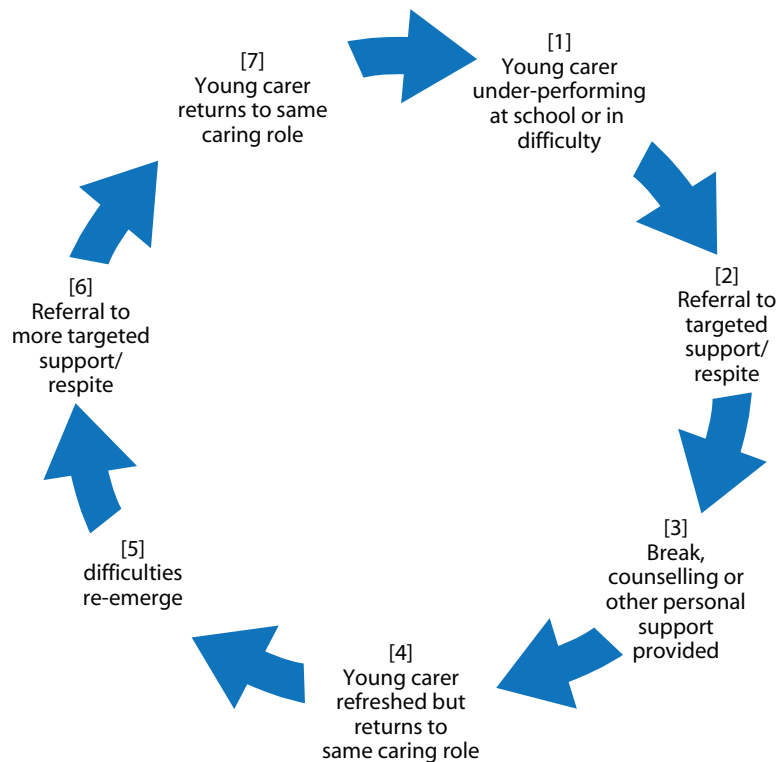 [1]
Young carer
under-performing
at school or in
difficulty
[2]
Referral to
targeted
support/
respite
[3]
Break,
counselling or
other personal
support
provided
[4]
Young carer
refreshed but
returns to
same caring role
[5]
difficulties
re-emerge
[6]
Referral to
more targeted
support/
respite
[7]
Young carer
returns to same
caring role